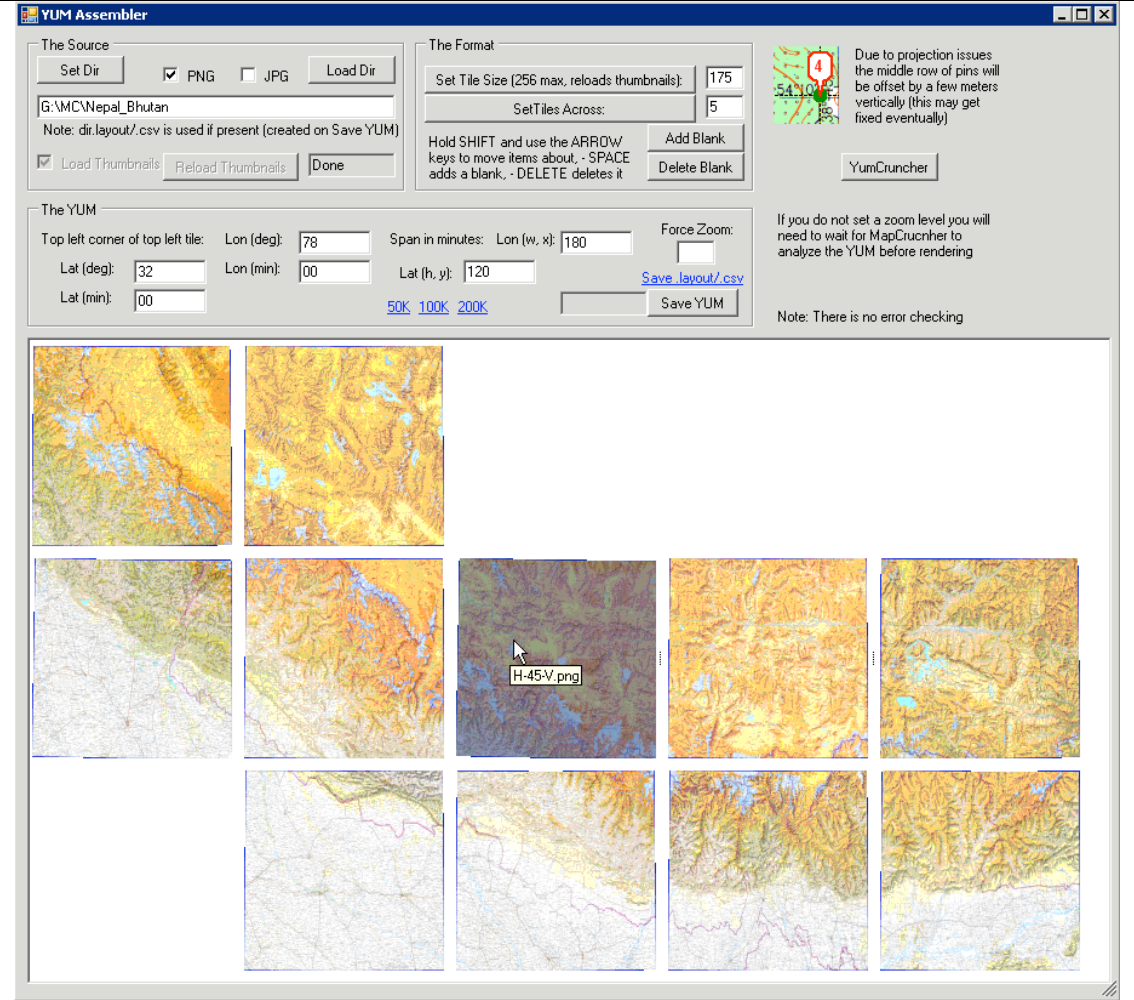 YUM Assembler
The Source
Set Dir
PNG
JPG
Load Dir
G:\MC\Nepal_Bhutan
Note: dir.layout/.csv is used if present (created on Save YUM)
Load Thumbnails
Reload Thumbnails
Done
The Format
Set Tile Size (256 max, reloads thumbnails):
175
SetTiles Across:
5
Hold SHIFT and use the ARROW
keys to move items about, - SPACE
adds a blank, - DELETE deletes it
Add Blank
Delete Blank
4
54
10
38
Due to projection issues
the middle row of pins will
be offset by a few meters
vertically (this may get
fixed eventually)
YumCruncher
The YUM
Top left corner of top left tile:
Lon (deg):
78
Lat (deg):
32
Lon (min):
00
Lat (min):
00
Span in minutes:
Lon (w, x):
180
Lat (h, y):
120
50K
100K
200K
Force Zoom:
Save .layout/.csv
Save YUM
If you do not set a zoom level you will
need to wait for MapCrucnher to
analyze the YUM before rendering
Note: There is no error checking
H-45-V.png